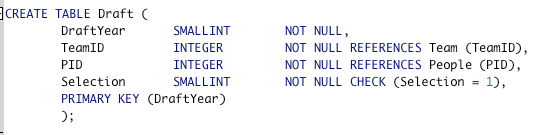 CREATE TABLE Draft (
DraftYear SMALLINT NOT NULL,
TeamID INTEGER NOT NULL REFERENCES Team (TeamID),
PID INTEGER NOT NULL REFERENCES People (PID),
Selection SMALLINT NOT NULL CHECK (Selection = 1),
PRIMARY KEY (DraftYear)
);